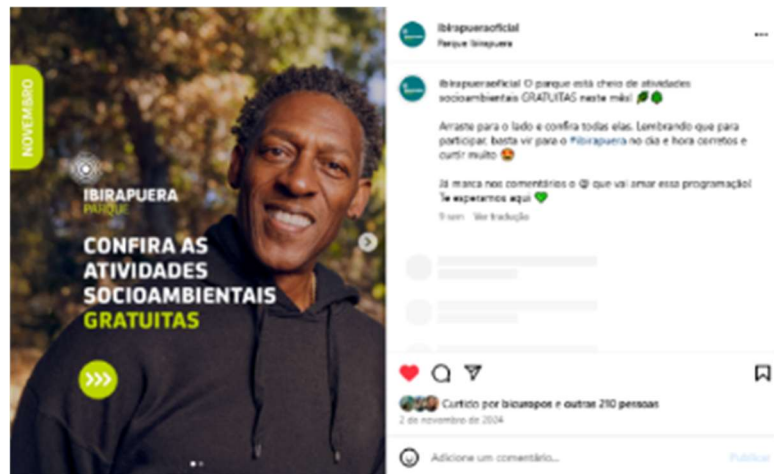 NOVEMBRO
IBIRAPUERA
PARQUE
CONFIRA AS
ATIVIDADES
SOCIOAMBIENTAIS
GRATUITAS
ibirapueraoficial
Parque Ibirapuera
ibirapueraoficial O parque está cheio de atividades
socioambientais GRATUITAS neste mês!
Arraste para o lado e confira todas elas. Lembrando que para
participar, basta vir para o #ibirapuera no dia e hora corretos e
curtir muito
Já marca nos comentários o @ que vai amar essa programação!
Te esperamos aqui
9 sem Ver tradução
Curtido por bicuropos e outras 210 pessoas
2 de novembro de 2024
Adicione um comentário...
Publicar